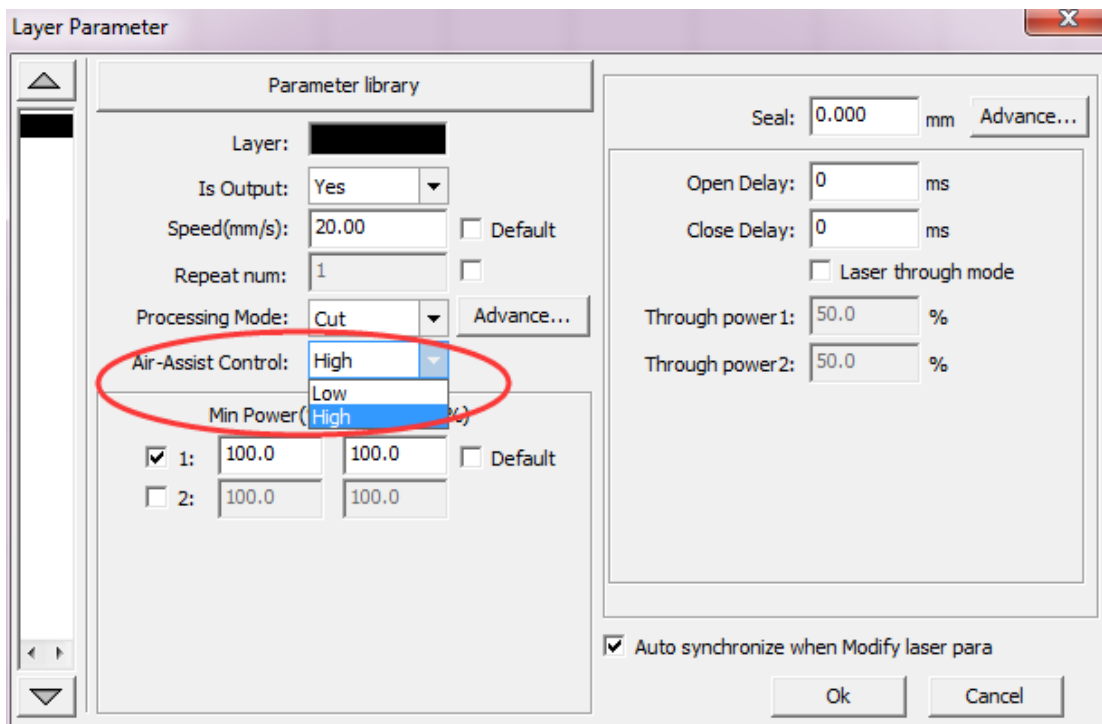 Layer Parameter
X
Parameter library
Layer:
Is Output: Yes
Speed(mm/s): 20.00 Default
Repeat num: 1
Processing Mode: Cut Advance...
Air-Assist Control: High
Low
High
Min Power( %)
1: 100.0 100.0 Default
2: 100.0 100.0
Seal: 0.000 mm Advance...
Open Delay: 0 ms
Close Delay: 0 ms
Laser through mode
Through power1: 50.0 %
Through power2: 50.0 %
Auto synchronize when Modify laser para
Ok Cancel